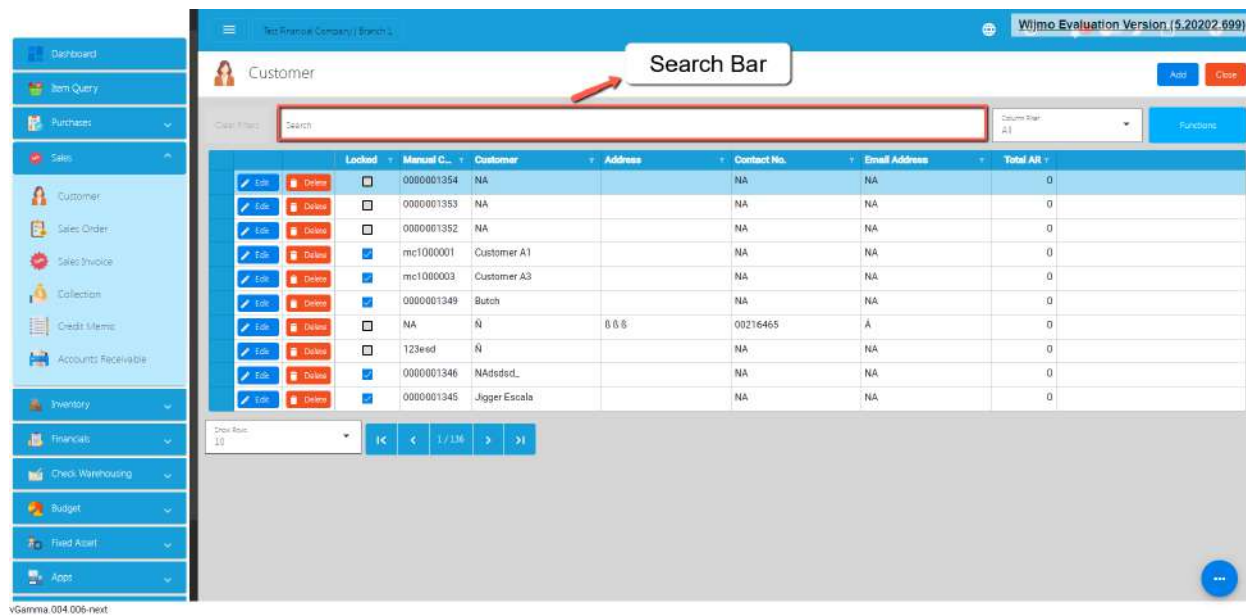 Test Financial Company | Branch 1
Wijmo Evaluation Version (5.20202.699)
Search Bar
Customer
Add
Close
Clear Filters
Search
Column Filter
All
Functions
Dashboard
Item Query
Purchases
Sales
Customer
Sales Order
Sales Invoice
Collection
Credit Memo
Accounts Receivable
Inventory
Financials
Check Warehousing
Budget
Fixed Asset
Apps
Locked Manual C... Customer Address Contact No. Email Address Total AR
Edit Delete 0000001354 NA NA NA 0
Edit Delete 0000001353 NA NA NA 0
Edit Delete 0000001352 NA NA NA 0
Edit Delete mc1000001 Customer A1 NA NA 0
Edit Delete mc1000003 Customer A3 NA NA 0
Edit Delete 0000001349 Butch NA NA 0
Edit Delete NA Ñ ß ß ß 00216465 Á 0
Edit Delete 123esd Ñ NA NA 0
Edit Delete 0000001346 NAdsdsd_ NA NA 0
Edit Delete 0000001345 Jigger Escala NA NA 0
Show Rows
10
1 / 136
vGamma.004.006-next